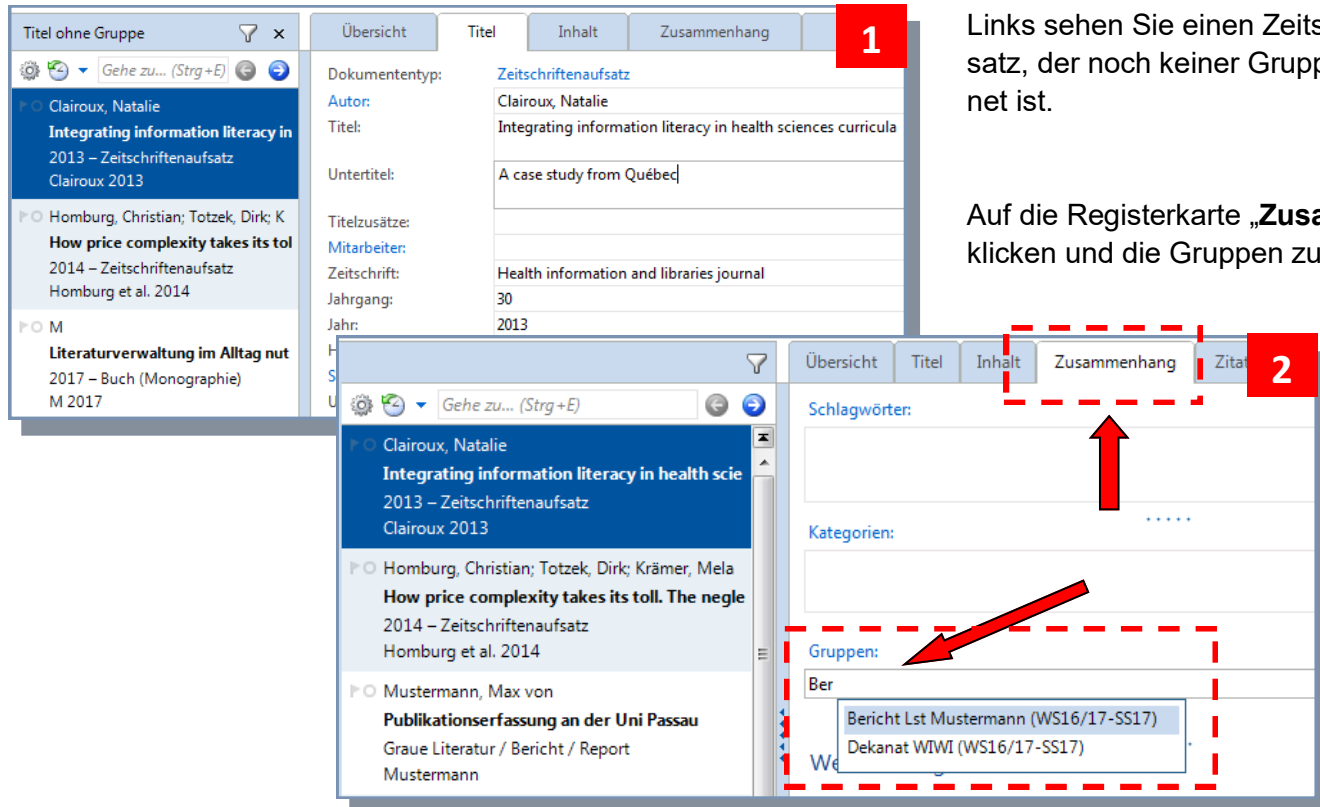 Titel ohne Gruppe
Gehe zu... (Strg+E)
Clairoux, Natalie
Integrating information literacy in
2013 – Zeitschriftenaufsatz
Clairoux 2013
Homburg, Christian; Totzek, Dirk; K
How price complexity takes its tol
2014 – Zeitschriftenaufsatz
Homburg et al. 2014
M
Literaturverwaltung im Alltag nut
2017 – Buch (Monographie)
M 2017
Übersicht Titel Inhalt Zusammenhang
1
Dokumententyp: Zeitschriftenaufsatz
Autor: Clairoux, Natalie
Titel: Integrating information literacy in health sciences curricula
Untertitel: A case study from Québec
Titelzusätze:
Mitarbeiter:
Zeitschrift: Health information and libraries journal
Jahrgang: 30
Jahr: 2013
H
S
U
Links sehen Sie einen Zeits
satz, der noch keiner Grupp
net ist.
Auf die Registerkarte „Zusa
klicken und die Gruppen zu
Gehe zu... (Strg+E)
Clairoux, Natalie
Integrating information literacy in health scie
2013 – Zeitschriftenaufsatz
Clairoux 2013
Homburg, Christian; Totzek, Dirk; Krämer, Mela
How price complexity takes its toll. The negle
2014 – Zeitschriftenaufsatz
Homburg et al. 2014
Mustermann, Max von
Publikationserfassung an der Uni Passau
Graue Literatur / Bericht / Report
Mustermann
Übersicht Titel Inhalt Zusammenhang Zitat
2
Schlagwörter:
Kategorien:
Gruppen:
Ber
Bericht Lst Mustermann (WS16/17-SS17)
Dekanat WIWI (WS16/17-SS17)
We